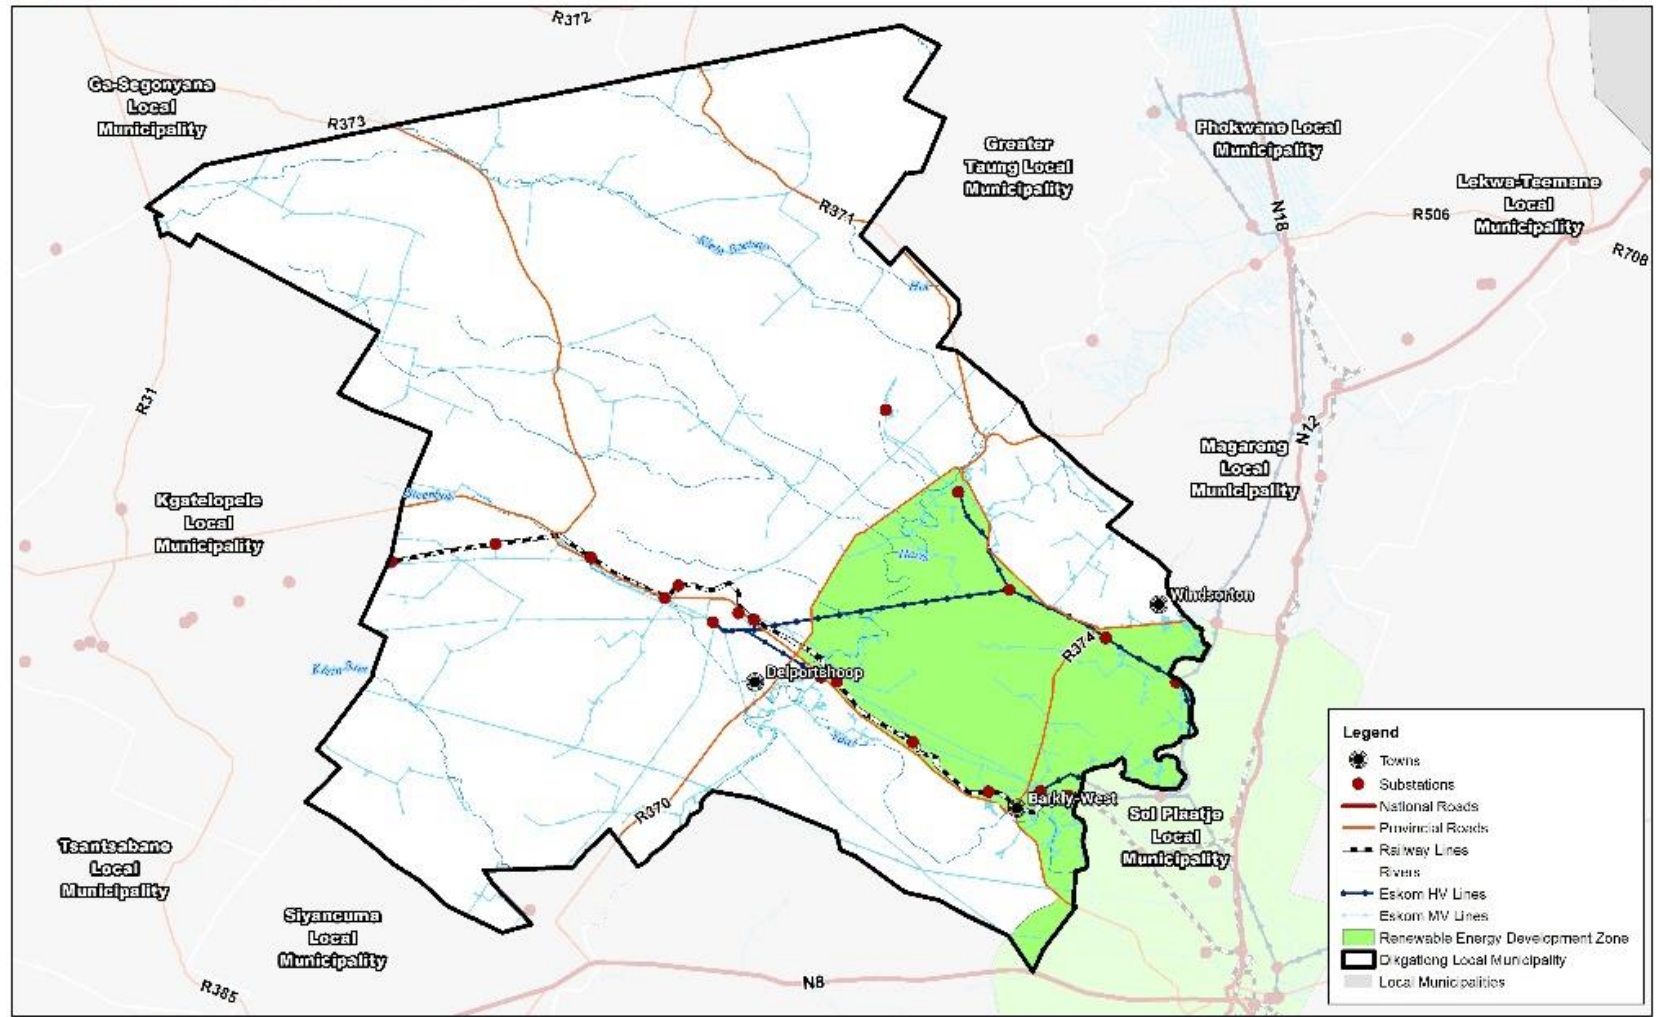 R372
Ga-Segonyana
Local
Municipality
R373
Greater
Taung Local
Municipality
Phokwane Local
Municipality
Lekwa-Teemane
Local
Municipality
R371
N18
R506
R708
R31
N12
Magareng
Local
Municipality
Kgatelopele
Local
Municipality
Harts
Windsorton
R374
Delportshoop
Vaal
Barkly-West
Sol Plaatje
Local
Municipality
R370
Tsantsabane
Local
Municipality
Siyancuma
Local
Municipality
R385
N8
Legend
Towns
Substations
National Roads
Provincial Roads
Railway Lines
Rivers
Eskom HV Lines
Eskom MV Lines
Renewable Energy Development Zone
Dikgatlong Local Municipality
Local Municipalities